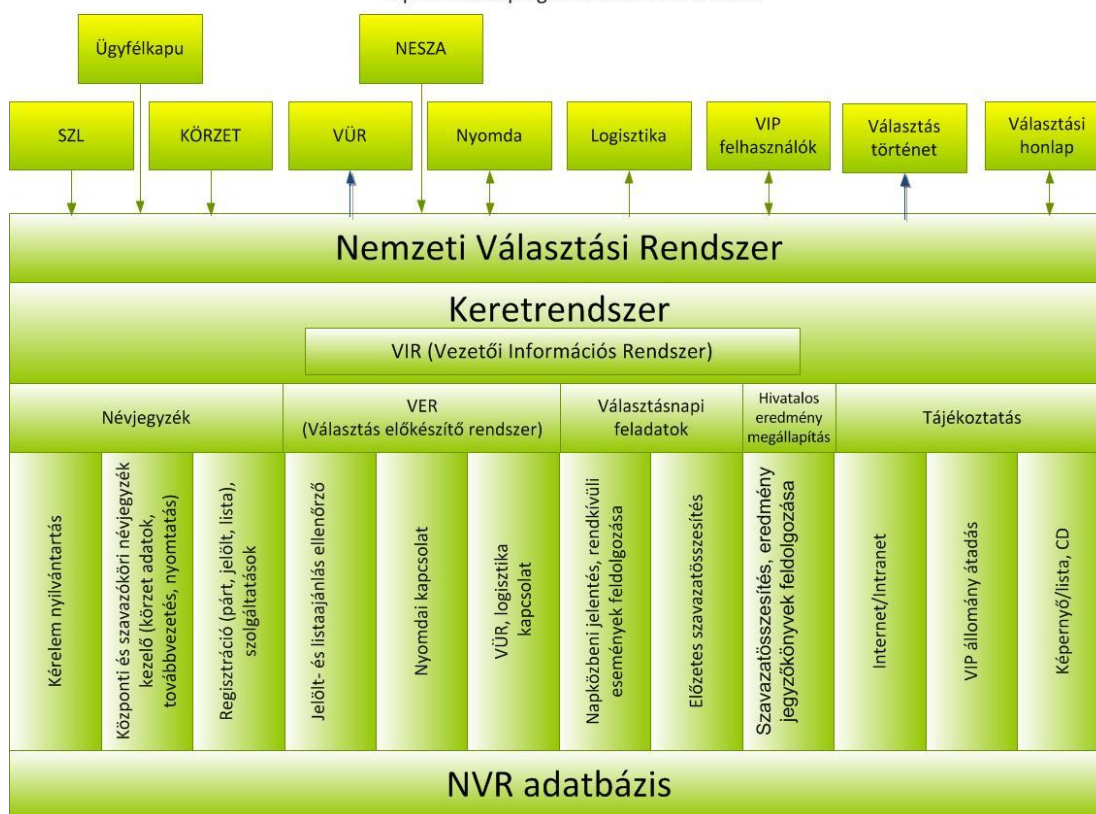 Ügyfélkapu
NESZA
SZL
KÖRZET
VÜR
Nyomda
Logisztika
VIP
felhasználók
Választás
történet
Választási
honlap
Nemzeti Választási Rendszer
Keretrendszer
VIR (Vezetői Információs Rendszer)
Névjegyzék
VER
(Választás előkészítő rendszer)
Választásnapi
feladatok
Hivatalos
eredmény
megállapítás
Tájékoztatás
Kérelem nyilvántartás
Központi és szavazóköri névjegyzék
kezelő (körzet adatok,
továbbvezetés, nyomtatás)
Regisztráció (párt, jelölt, lista),
szolgáltatások
Jelölt- és listaajánlás ellenőrző
Nyomdai kapcsolat
VÜR, logisztika
kapcsolat
Napközbeni jelentés, rendkívüli
események feldolgozása
Előzetes szavazatösszesítés
Szavazatösszesítés, eredmény
jegyzőkönyvek feldolgozása
Internet/Intranet
VIP állomány átadás
Képernyő/lista, CD
NVR adatbázis